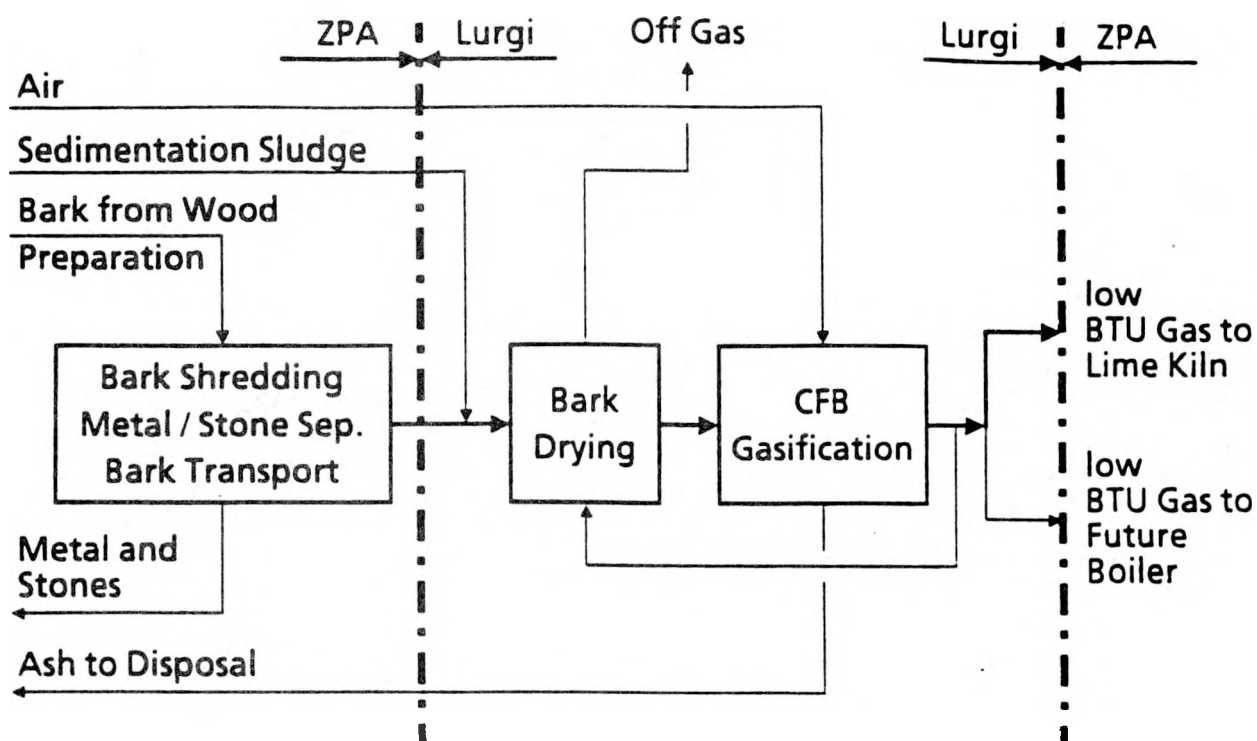 ZPA
Lurgi
Off Gas
Lurgi
ZPA
Air
Sedimentation Sludge
Bark from Wood
Preparation
Bark Shredding
Metal / Stone Sep.
Bark Transport
Bark
Drying
CFB
Gasification
low
BTU Gas to
Lime Kiln
low
BTU Gas to
Future
Boiler
Metal and
Stones
Ash to Disposal